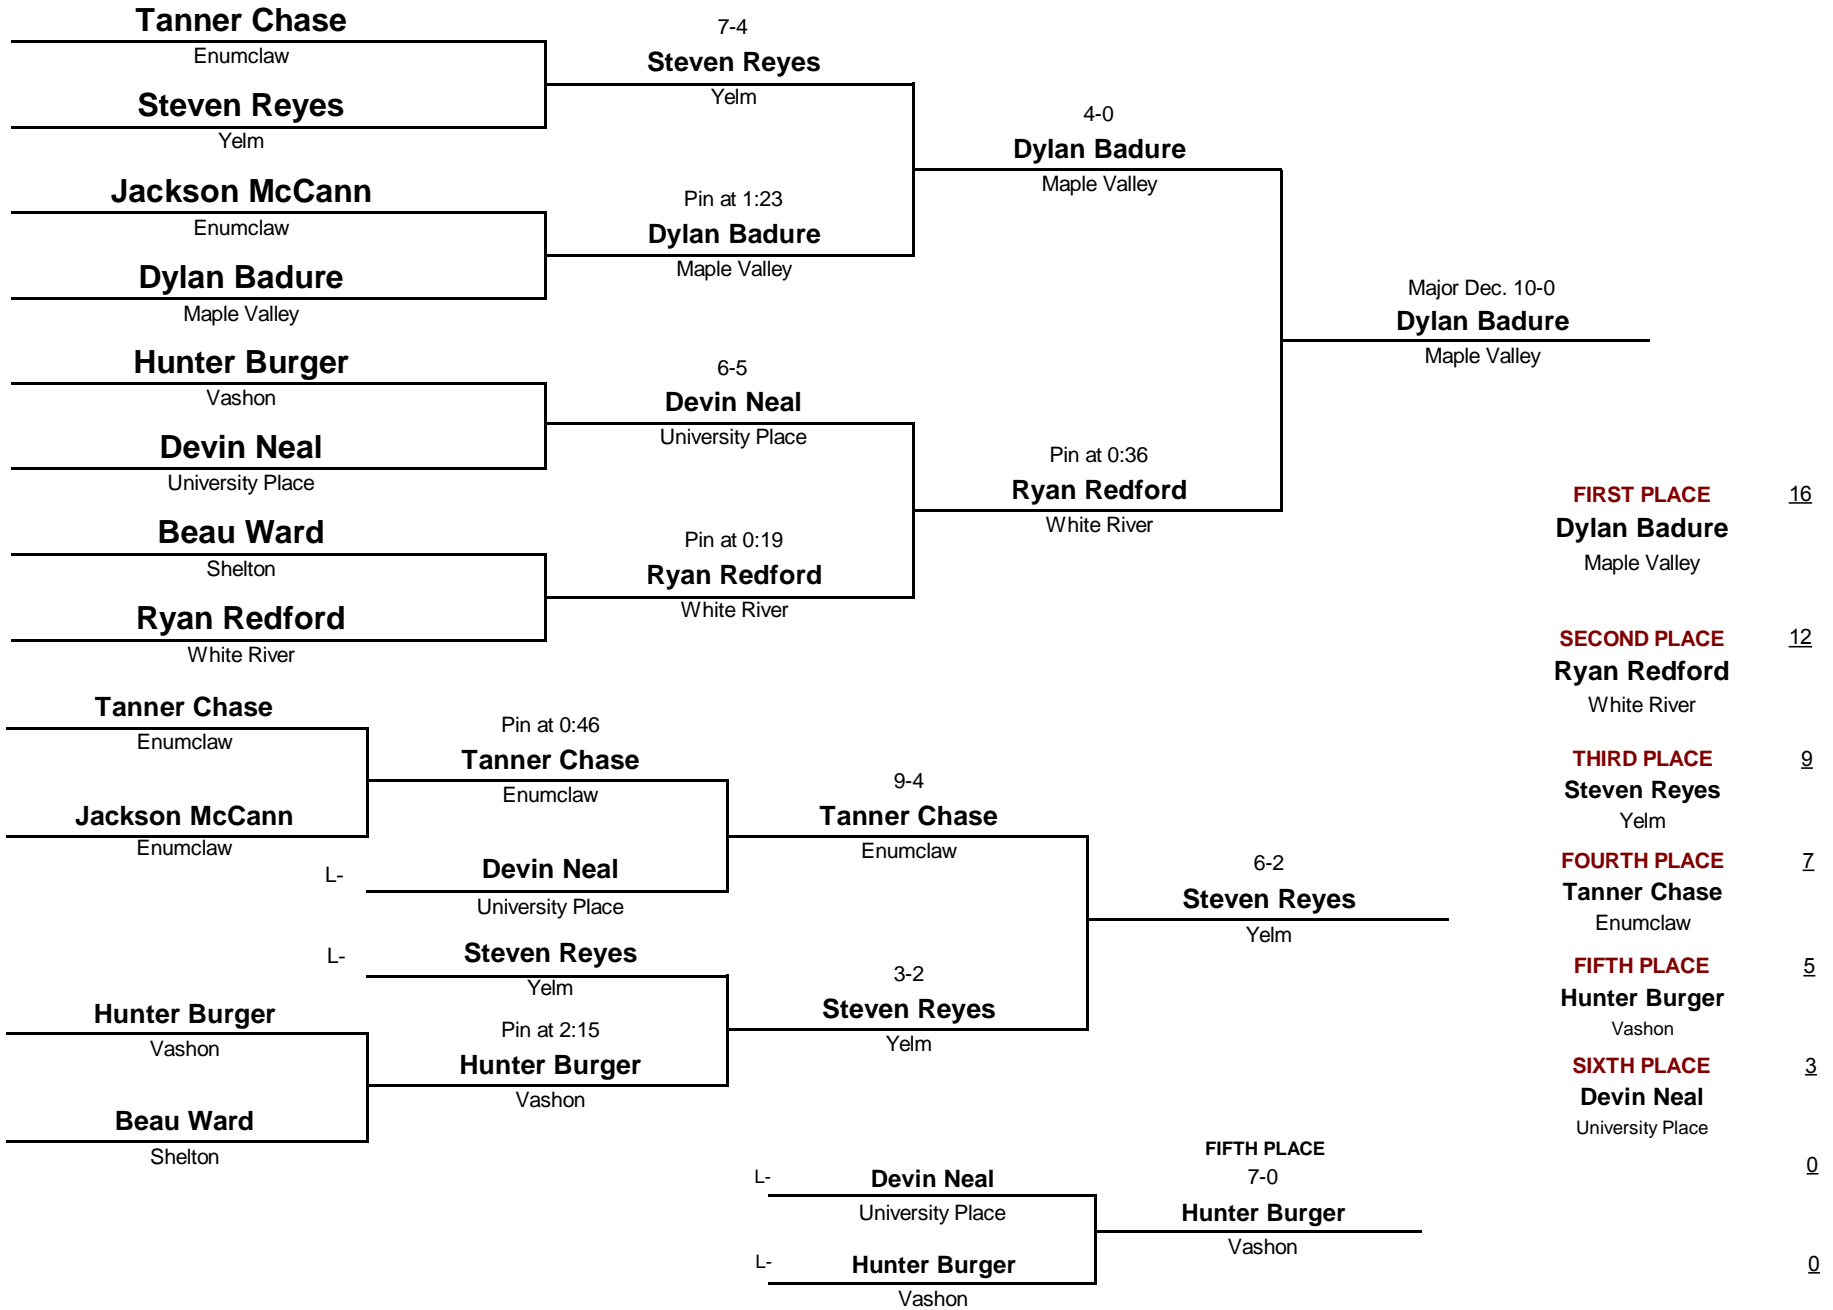 Tanner Chase
Enumclaw
Steven Reyes
Yelm
Jackson McCann
Enumclaw
Dylan Badure
Maple Valley
Hunter Burger
Vashon
Devin Neal
University Place
Beau Ward
Shelton
Ryan Redford
White River
7-4
Steven Reyes
Yelm
Pin at 1:23
Dylan Badure
Maple Valley
6-5
Devin Neal
University Place
Pin at 0:19
Ryan Redford
White River
4-0
Dylan Badure
Maple Valley
Pin at 0:36
Ryan Redford
White River
Major Dec. 10-0
Dylan Badure
Maple Valley
Tanner Chase
Enumclaw
Jackson McCann
Enumclaw
Hunter Burger
Vashon
Beau Ward
Shelton
Pin at 0:46
Tanner Chase
Enumclaw
L-
Devin Neal
University Place
L-
Steven Reyes
Yelm
Pin at 2:15
Hunter Burger
Vashon
9-4
Tanner Chase
Enumclaw
3-2
Steven Reyes
Yelm
6-2
Steven Reyes
Yelm
L-
Devin Neal
University Place
L-
Hunter Burger
Vashon
FIFTH PLACE
7-0
Hunter Burger
Vashon
FIRST PLACE 16
Dylan Badure
Maple Valley
SECOND PLACE 12
Ryan Redford
White River
THIRD PLACE 9
Steven Reyes
Yelm
FOURTH PLACE 7
Tanner Chase
Enumclaw
FIFTH PLACE 5
Hunter Burger
Vashon
SIXTH PLACE 3
Devin Neal
University Place
0
0